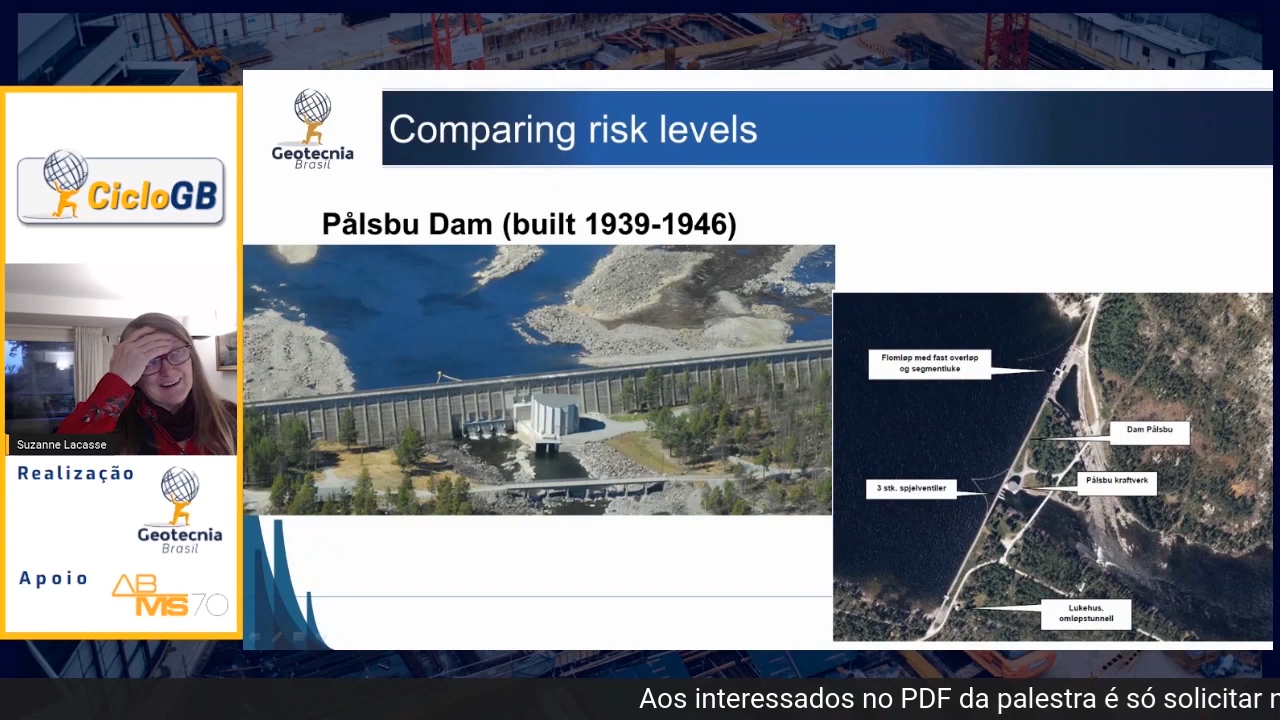 Geotecnia
Brasil
Comparing risk levels
CicloGB
Pålsbu Dam (built 1939-1946)
Flomløp med fast overløp
og segmentluke
Dam Pålsbu
Pålsbu kraftverk
3 stk. spjelventiler
Lukehus,
omløpstunnell
Suzanne Lacasse
Realização
Geotecnia
Brasil
Apoio
ABMS70
Aos interessados no PDF da palestra é só solicitar